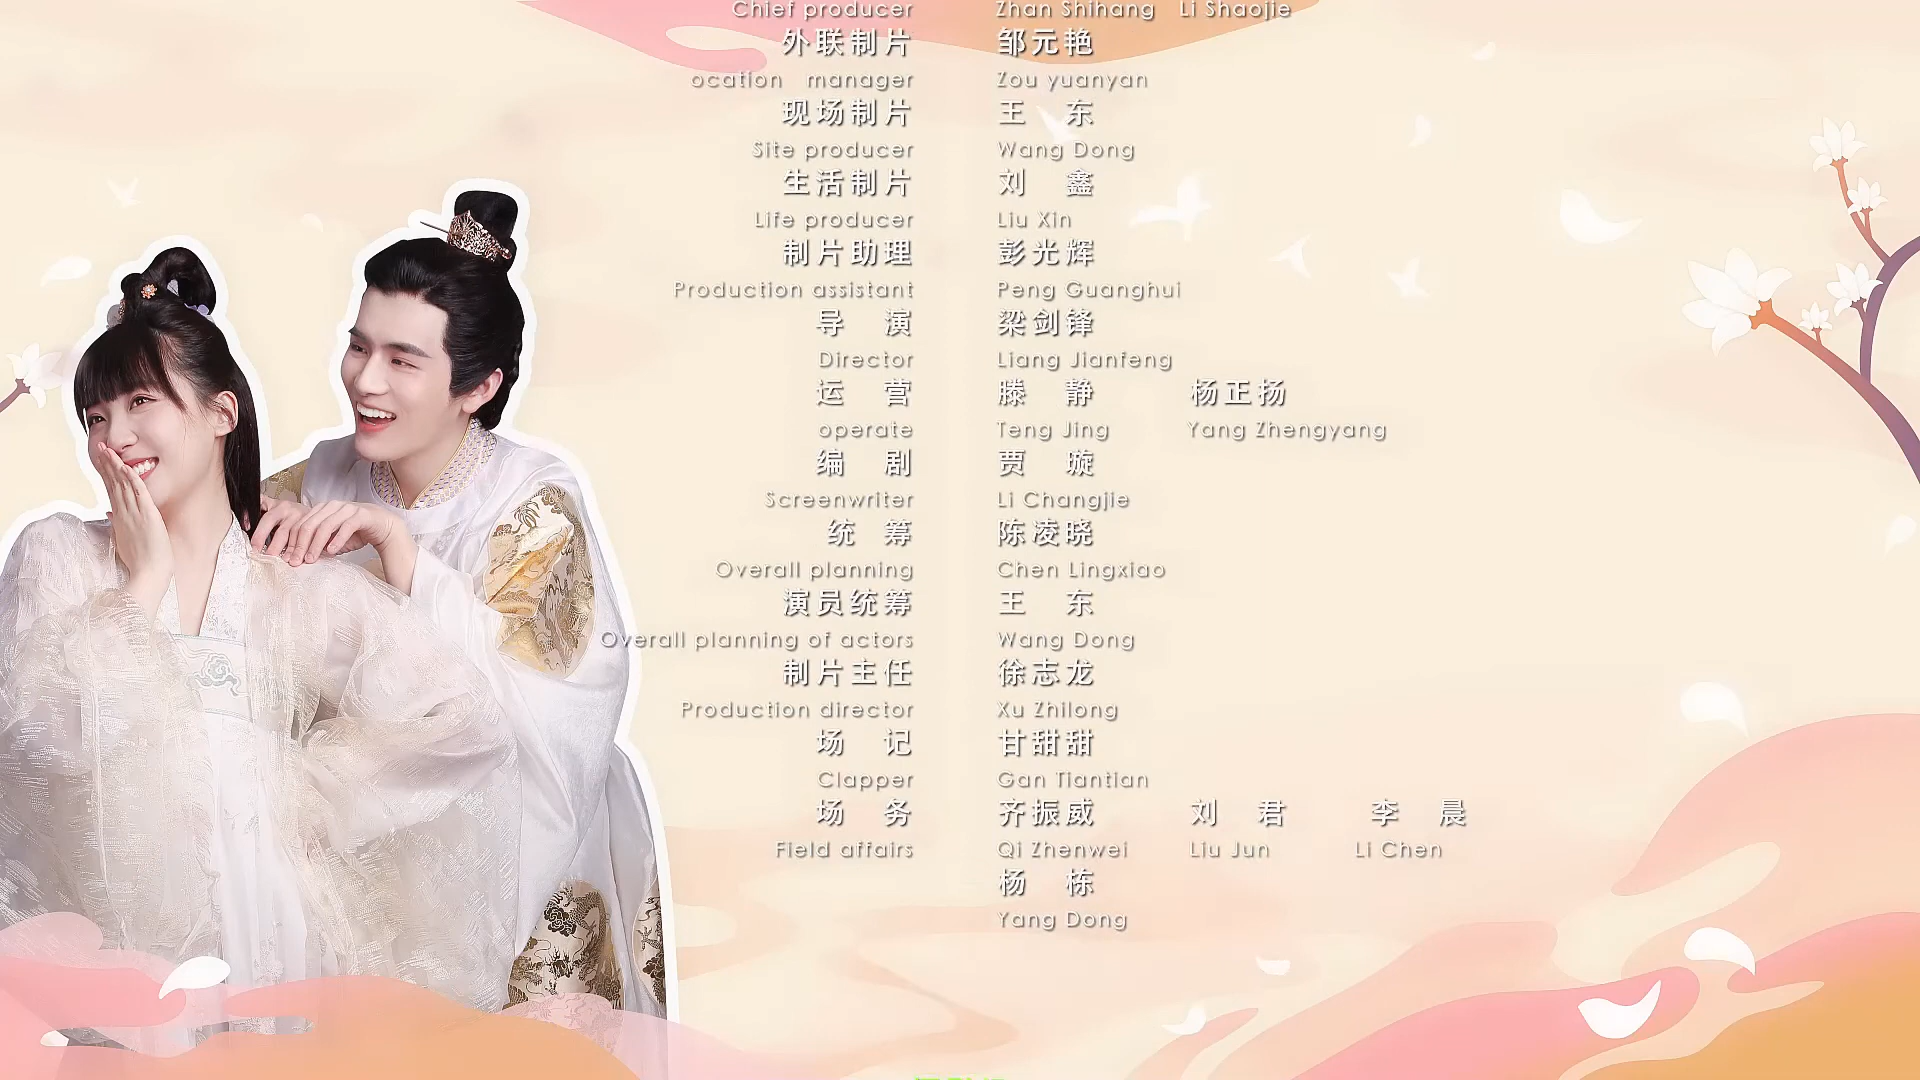 Chief producer Zhan Shihang Li Shaojie
外联制片 邹元艳
ocation manager Zou yuanyan
现场制片 王 东
Site producer Wang Dong
生活制片 刘 鑫
Life producer Liu Xin
制片助理 彭光辉
Production assistant Peng Guanghui
导 演 梁剑锋
Director Liang Jianfeng
运 营 滕 静 杨正扬
operate Teng Jing Yang Zhengyang
编 剧 贾 璇
Screenwriter Li Changjie
统 筹 陈凌晓
Overall planning Chen Lingxiao
演员统筹 王 东
Overall planning of actors Wang Dong
制片主任 徐志龙
Production director Xu Zhilong
场 记 甘甜甜
Clapper Gan Tiantian
场 务 齐振威 刘 君 李 晨
Field affairs Qi Zhenwei Liu Jun Li Chen
杨 栋
Yang Dong